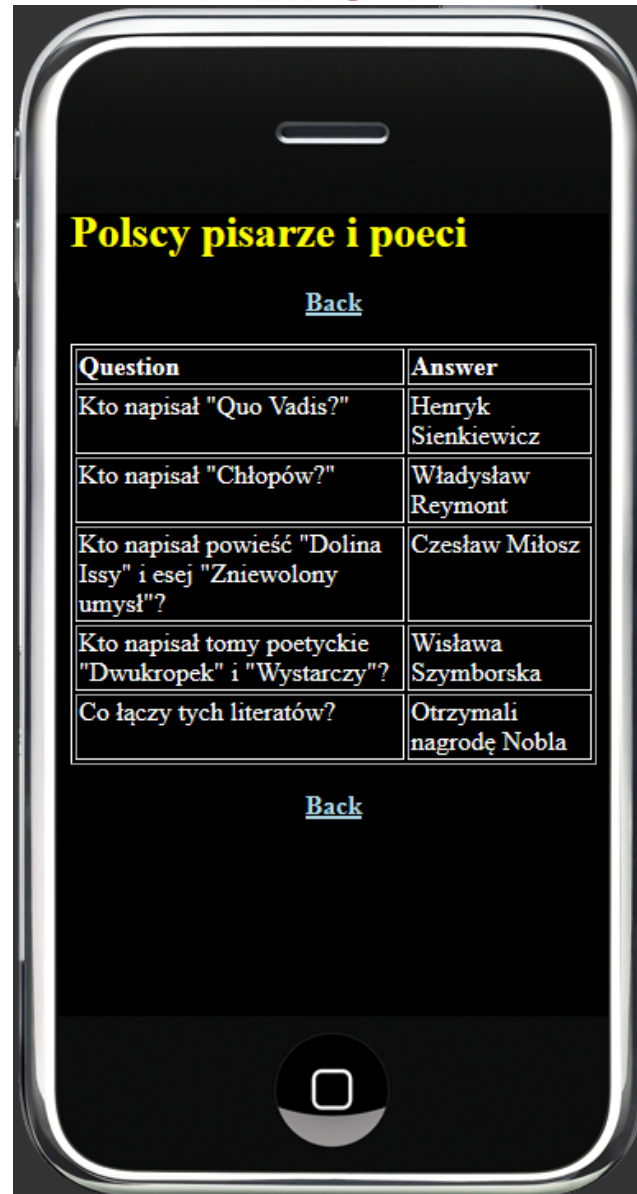 Polscy pisarze i poeci
Back
Question Answer
Kto napisał "Quo Vadis?" Henryk
Sienkiewicz
Kto napisał "Chłopów?" Władysław
Reymont
Kto napisał powieść "Dolina Czesław Miłosz
Issy" i esej "Zniewolony
umysł"?
Kto napisał tomy poetyckie Wisława
"Dwukropek" i "Wystarczy"? Szymborska
Co łączy tych literatów? Otrzymali
nagrodę Nobla
Back